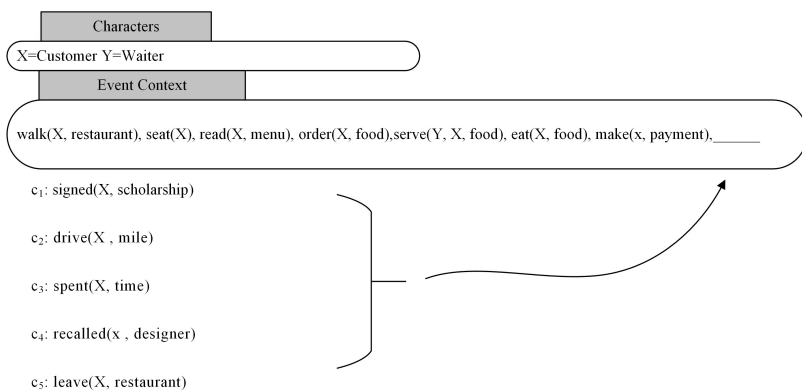 Characters
X=Customer Y=Waiter
Event Context
walk(X, restaurant), seat(X), read(X, menu), order(X, food),serve(Y, X, food), eat(X, food), make(x, payment),______
c₁: signed(X, scholarship)
c₂: drive(X , mile)
c₃: spent(X, time)
c₄: recalled(x , designer)
c₅: leave(X, restaurant)